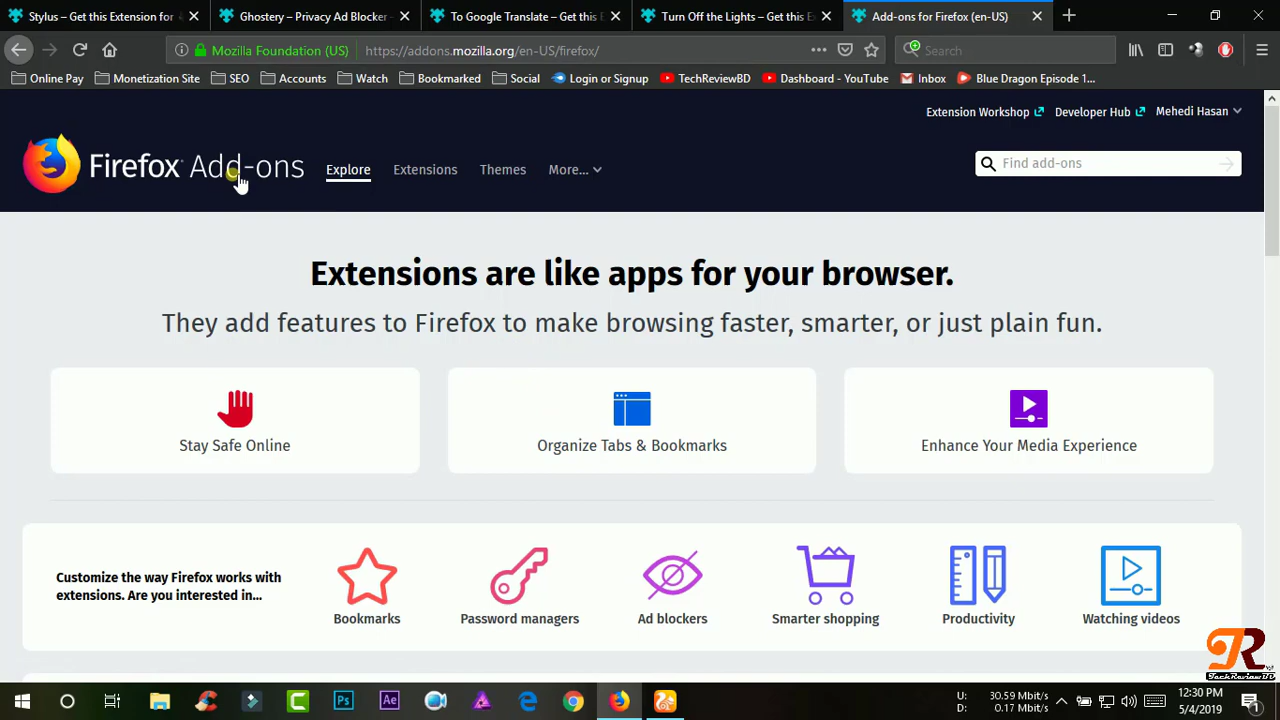 Stylus – Get this Extension for
Ghostery – Privacy Ad Blocker –
To Google Translate – Get this E
Turn Off the Lights – Get this Ex
Add-ons for Firefox (en-US)
Mozilla Foundation (US)
https://addons.mozilla.org/en-US/firefox/
Search
Online Pay
Monetization Site
SEO
Accounts
Watch
Bookmarked
Social
Login or Signup
TechReviewBD
Dashboard - YouTube
Inbox
Blue Dragon Episode 1...
Extension Workshop
Developer Hub
Mehedi Hasan
Firefox Add-ons
Explore
Extensions
Themes
More...
Find add-ons
Extensions are like apps for your browser.
They add features to Firefox to make browsing faster, smarter, or just plain fun.
Stay Safe Online
Organize Tabs & Bookmarks
Enhance Your Media Experience
Customize the way Firefox works with
extensions. Are you interested in...
Bookmarks
Password managers
Ad blockers
Smarter shopping
Productivity
Watching videos
TechReviewBD
Ps
Ae
U: 30.59 Mbit/s
D: 0.17 Mbit/s
12:30 PM
5/4/2019
1